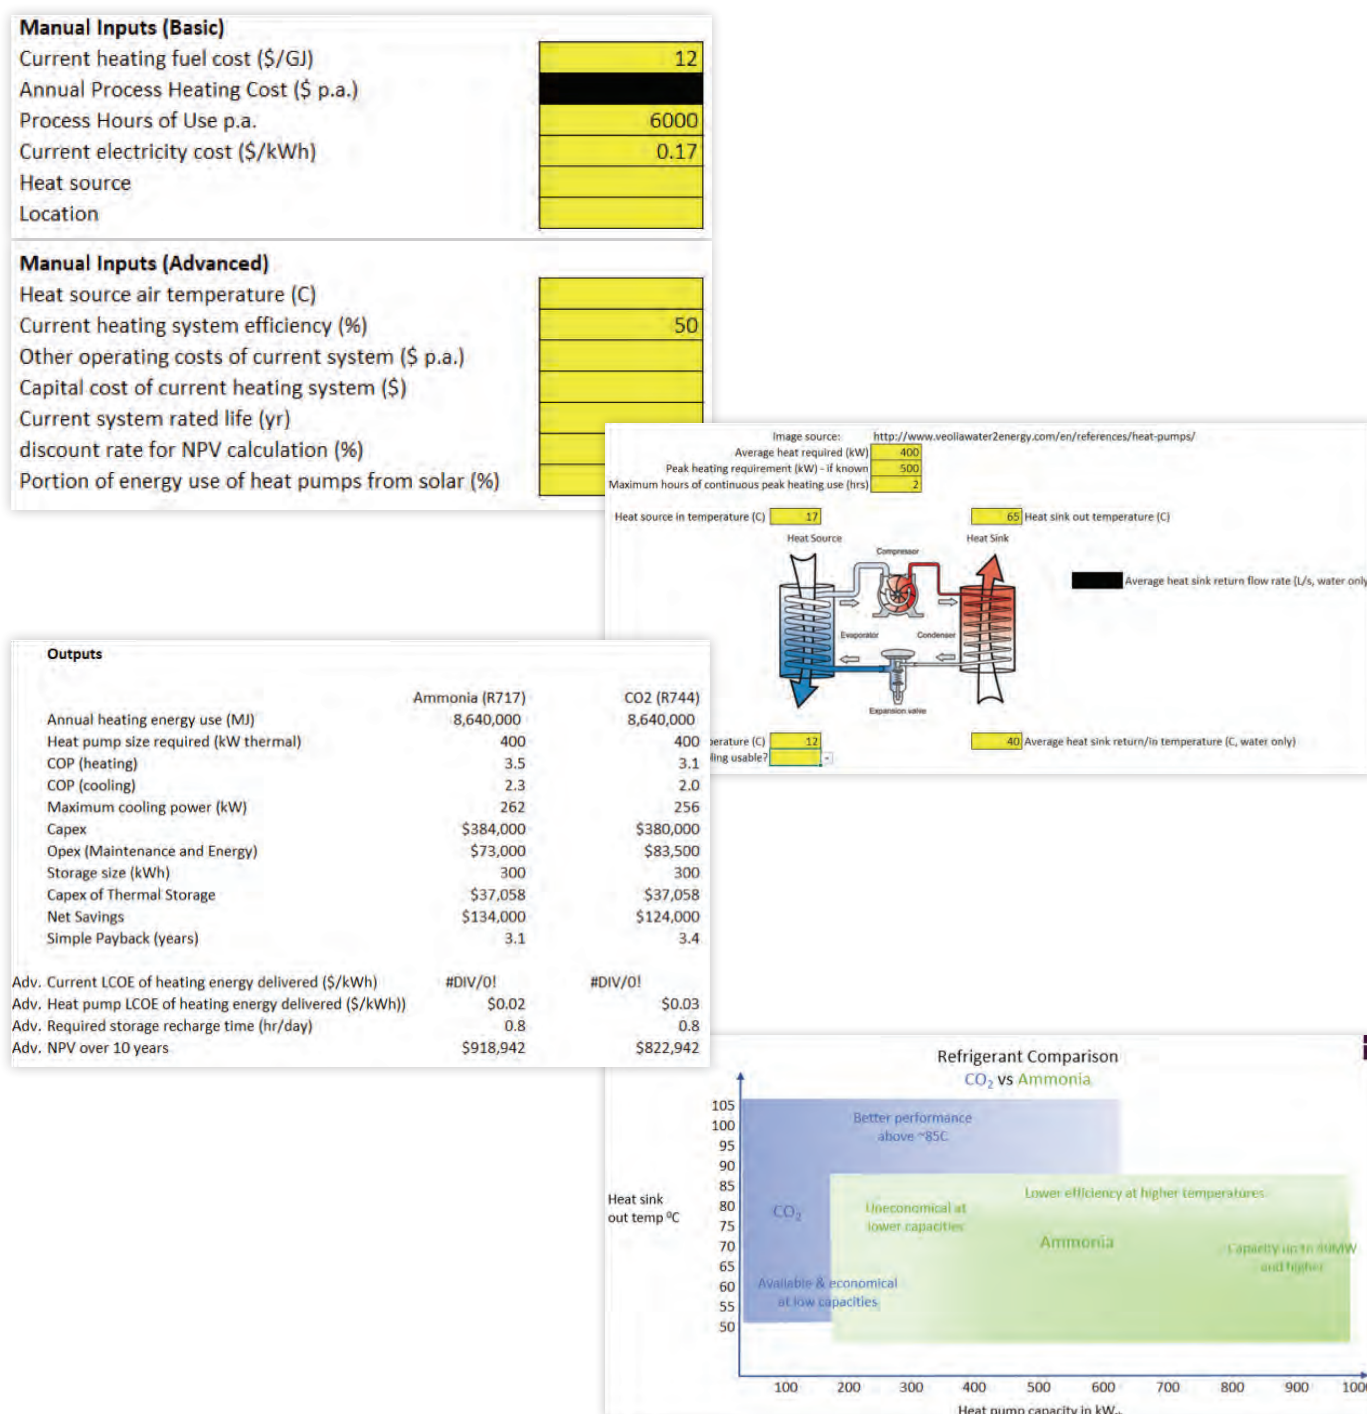 Manual Inputs (Basic)
Current heating fuel cost ($/GJ) 12
Annual Process Heating Cost ($ p.a.)
Process Hours of Use p.a. 6000
Current electricity cost ($/kWh) 0.17
Heat source
Location
Manual Inputs (Advanced)
Heat source air temperature (C)
Current heating system efficiency (%) 50
Other operating costs of current system ($ p.a.)
Capital cost of current heating system ($)
Current system rated life (yr)
discount rate for NPV calculation (%)
Portion of energy use of heat pumps from solar (%)
Image source: http://www.veoliawater2energy.com/en/references/heat-pumps/
Average heat required (kW) 400
Peak heating requirement (kW) - if known 500
Maximum hours of continuous peak heating use (hrs) 2
Heat source in temperature (C) 17 65 Heat sink out temperature (C)
Heat Source Heat Sink
Compressor
Average heat sink return flow rate (L/s, water only
Evaporator Condenser
Expansion valve
perature (C) 12 40 Average heat sink return/in temperature (C, water only)
ling usable?
Outputs
Ammonia (R717) CO2 (R744)
Annual heating energy use (MJ) 8,640,000 8,640,000
Heat pump size required (kW thermal) 400 400
COP (heating) 3.5 3.1
COP (cooling) 2.3 2.0
Maximum cooling power (kW) 262 256
Capex $384,000 $380,000
Opex (Maintenance and Energy) $73,000 $83,500
Storage size (kWh) 300 300
Capex of Thermal Storage $37,058 $37,058
Net Savings $134,000 $124,000
Simple Payback (years) 3.1 3.4
Adv. Current LCOE of heating energy delivered ($/kWh) #DIV/0! #DIV/0!
Adv. Heat pump LCOE of heating energy delivered ($/kWh)) $0.02 $0.03
Adv. Required storage recharge time (hr/day) 0.8 0.8
Adv. NPV over 10 years $918,942 $822,942
Refrigerant Comparison
CO₂ vs Ammonia
105
100
95
90
85
80
75
70
65
60
55
50
Heat sink
out temp ⁰C
Better performance
above ~85C
CO₂
Available & economical
at low capacities
Lower efficiency at higher temperatures
Uneconomical at
lower capacities
Ammonia
Capacity up to 40MW
and higher
100 200 300 400 500 600 700 800 900 100
Heat pump capacity in kW